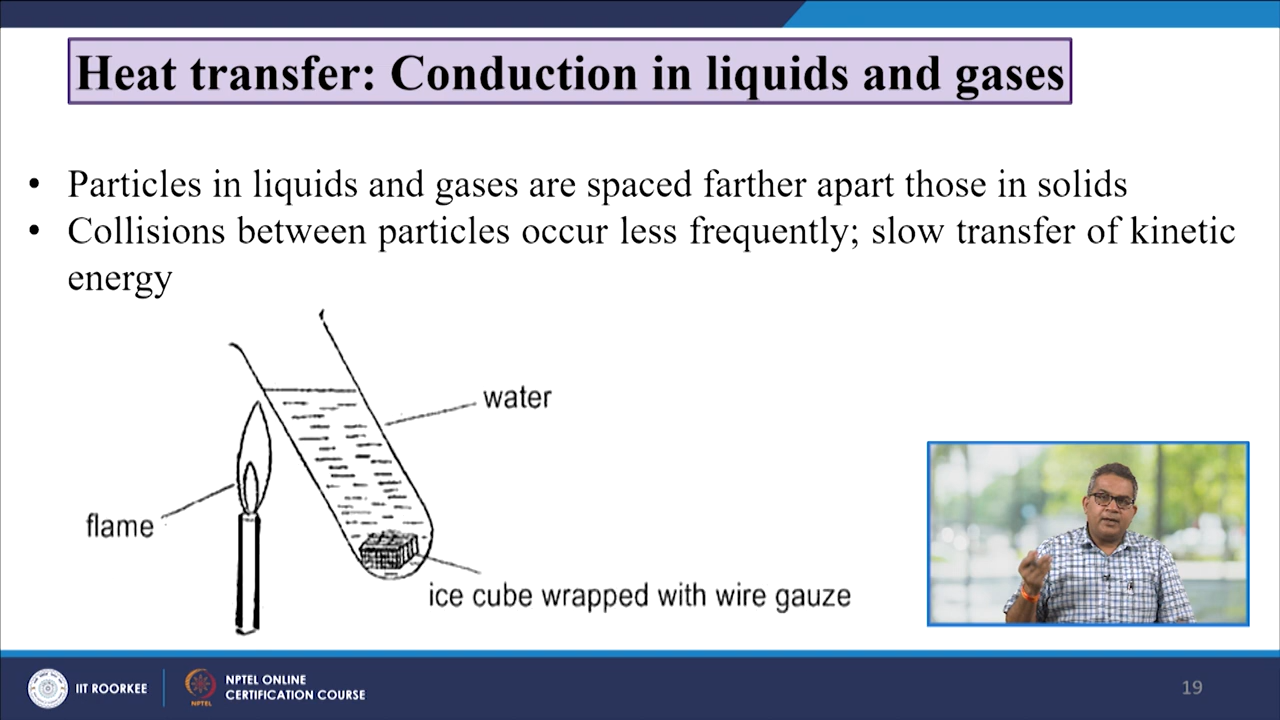 Heat transfer: Conduction in liquids and gases
• Particles in liquids and gases are spaced farther apart those in solids
• Collisions between particles occur less frequently; slow transfer of kinetic
energy
water
flame
ice cube wrapped with wire gauze
IIT ROORKEE
NPTEL
NPTEL ONLINE
CERTIFICATION COURSE
19